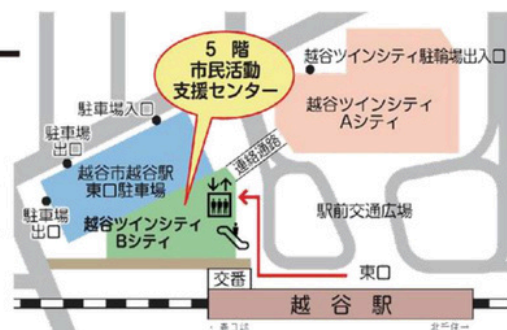 5 階
市民活動
支援センター
越谷ツインシティ駐輪場出入口
越谷ツインシティ
Aシティ
駐車場入口
駐車場
出口
越谷市越谷駅
東口駐車場
連絡通路
駐車場
出口
越谷ツインシティ
Bシティ
駅前交通広場
交番
東口
越谷駅